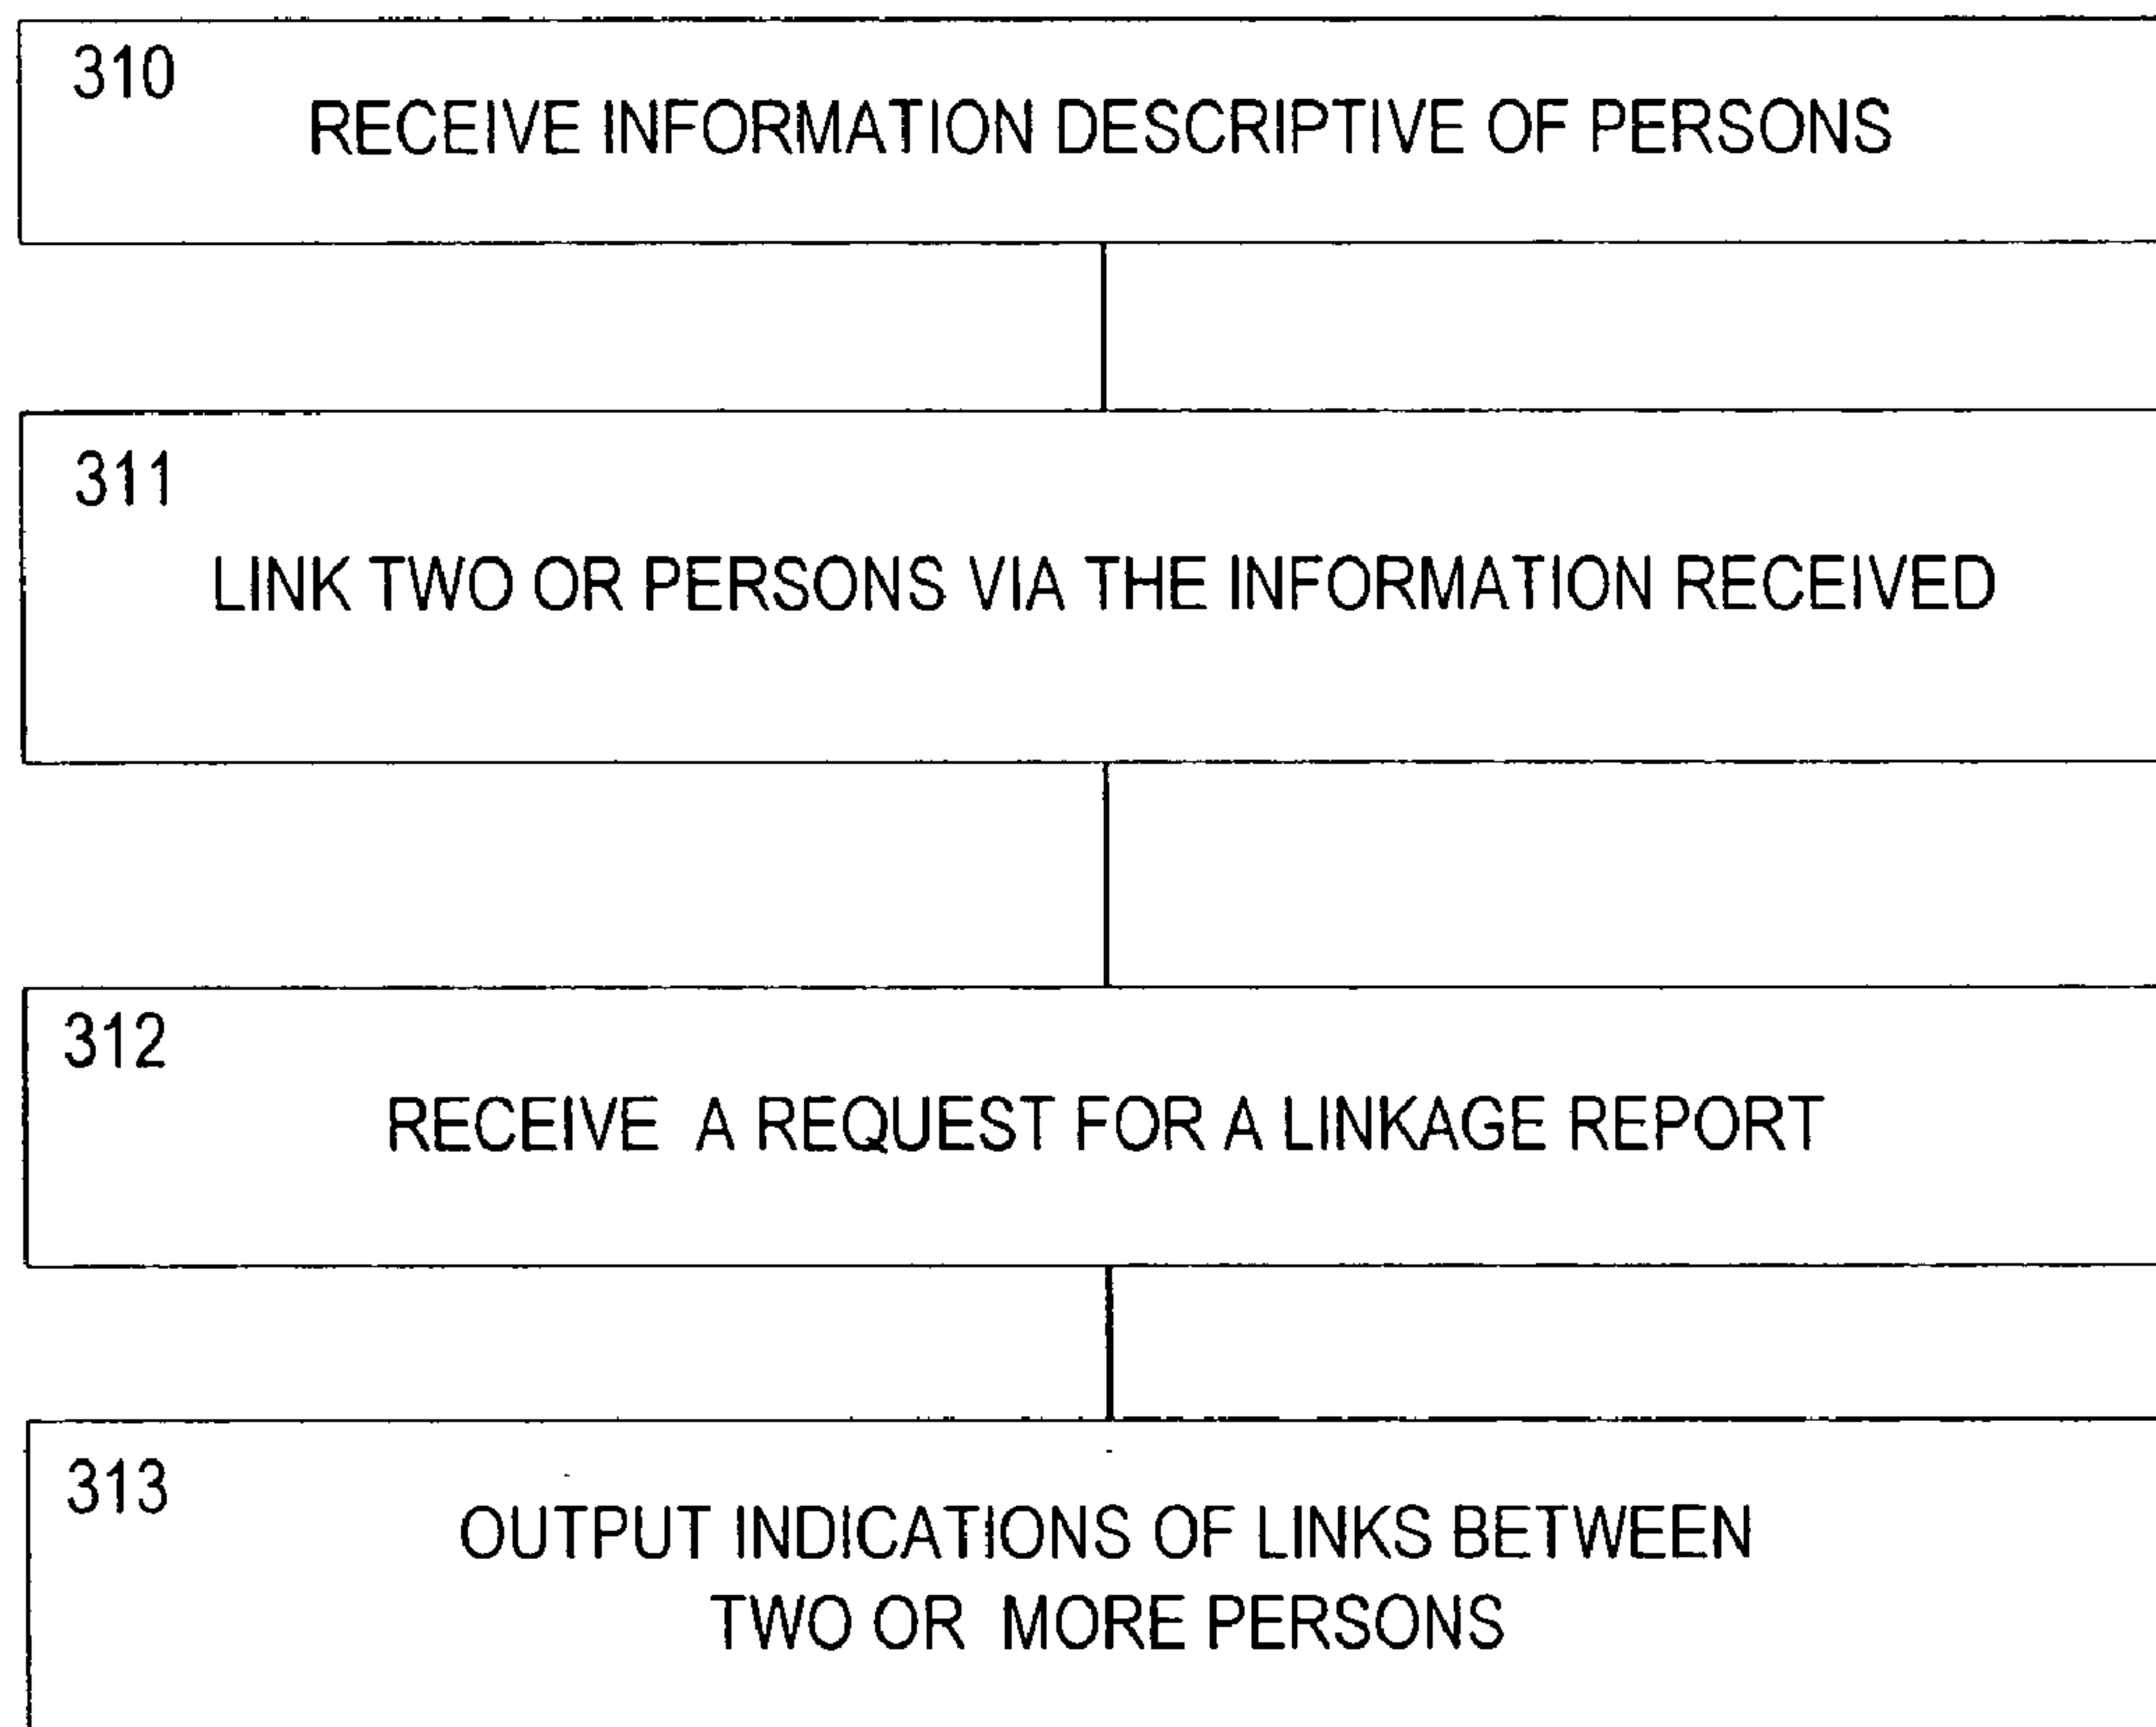 310
RECEIVE INFORMATION DESCRIPTIVE OF PERSONS
311
LINK TWO OR PERSONS VIA THE INFORMATION RECEIVED
312
RECEIVE A REQUEST FOR A LINKAGE REPORT
313
OUTPUT INDICATIONS OF LINKS BETWEEN
TWO OR MORE PERSONS